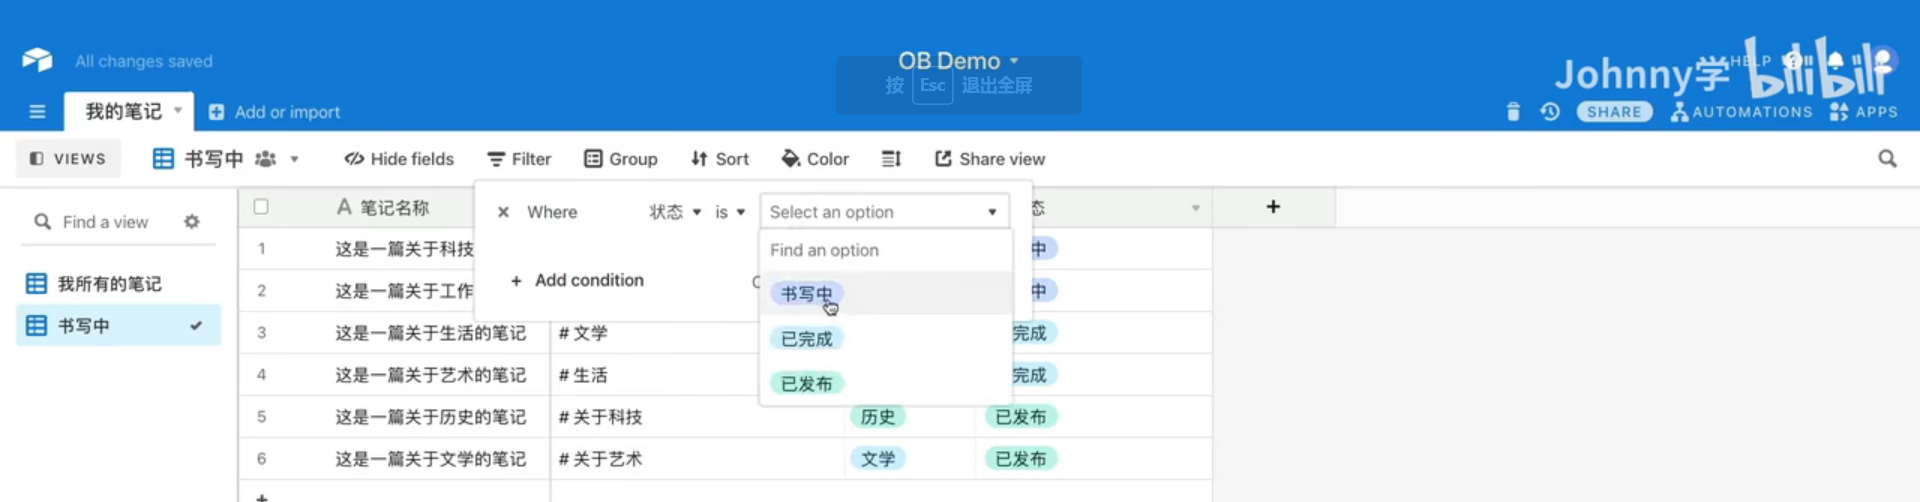 All changes saved
OB Demo
按 Esc 退出全屏
Johnny学
bilibili
HELP
我的笔记
Add or import
SHARE
AUTOMATIONS
APPS
VIEWS
书写中
Hide fields
Filter
Group
Sort
Color
Share view
Find a view
我所有的笔记
书写中
A 笔记名称
态
Where 状态 is Select an option
Find an option
+ Add condition
书写中
已完成
已发布
1 这是一篇关于科技 中
2 这是一篇关于工作 中
3 这是一篇关于生活的笔记 # 文学 完成
4 这是一篇关于艺术的笔记 # 生活 完成
5 这是一篇关于历史的笔记 # 关于科技 历史 已发布
6 这是一篇关于文学的笔记 # 关于艺术 文学 已发布